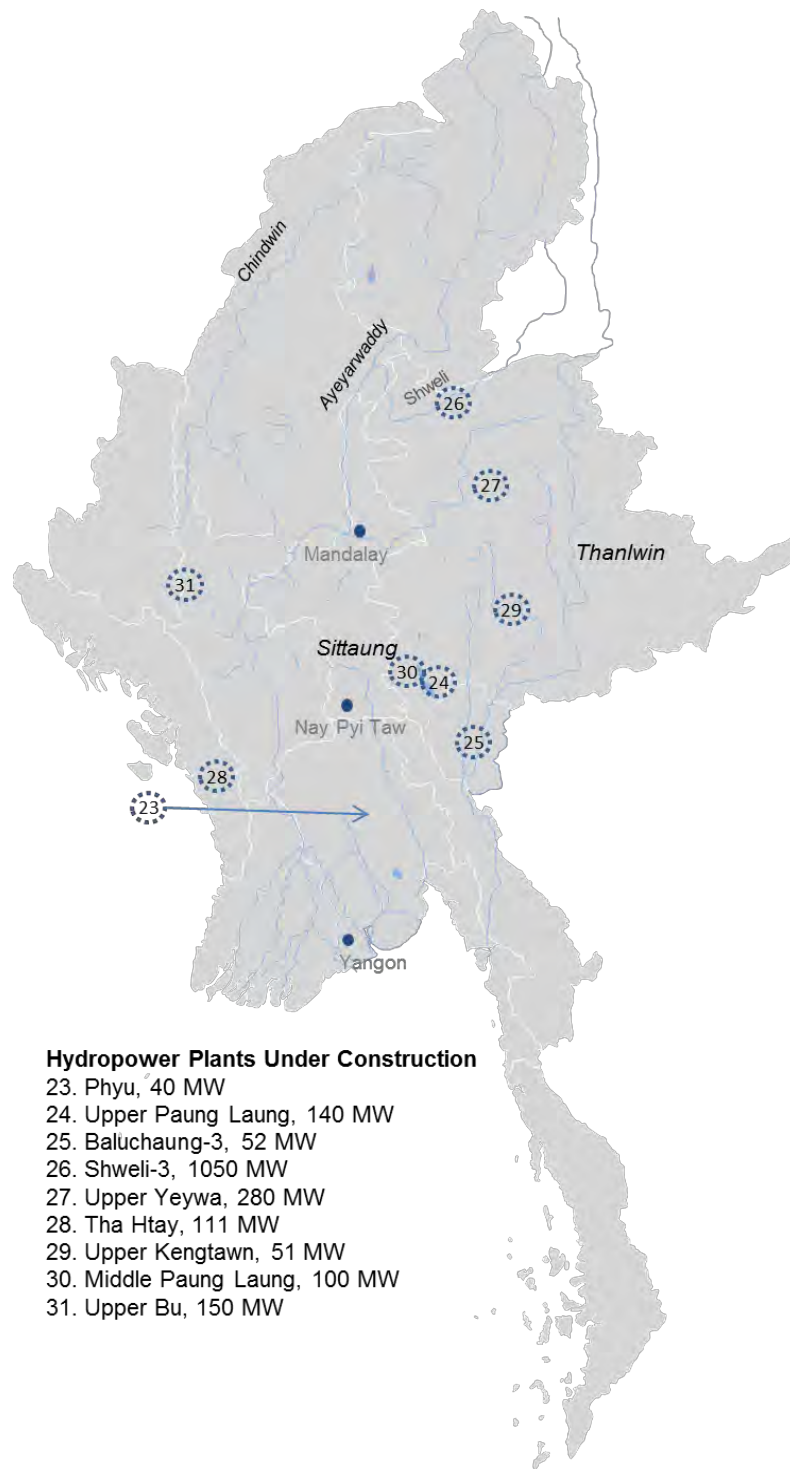 Chindwin
Ayeyarwaddy
Shweli
26
27
Mandalay
Thanlwin
31
29
Sittaung
30
24
Nay Pyi Taw
25
28
23
Yangon
Hydropower Plants Under Construction
23. Phyu, 40 MW
24. Upper Paung Laung, 140 MW
25. Baluchaung-3, 52 MW
26. Shweli-3, 1050 MW
27. Upper Yeywa, 280 MW
28. Tha Htay, 111 MW
29. Upper Kengtawn, 51 MW
30. Middle Paung Laung, 100 MW
31. Upper Bu, 150 MW